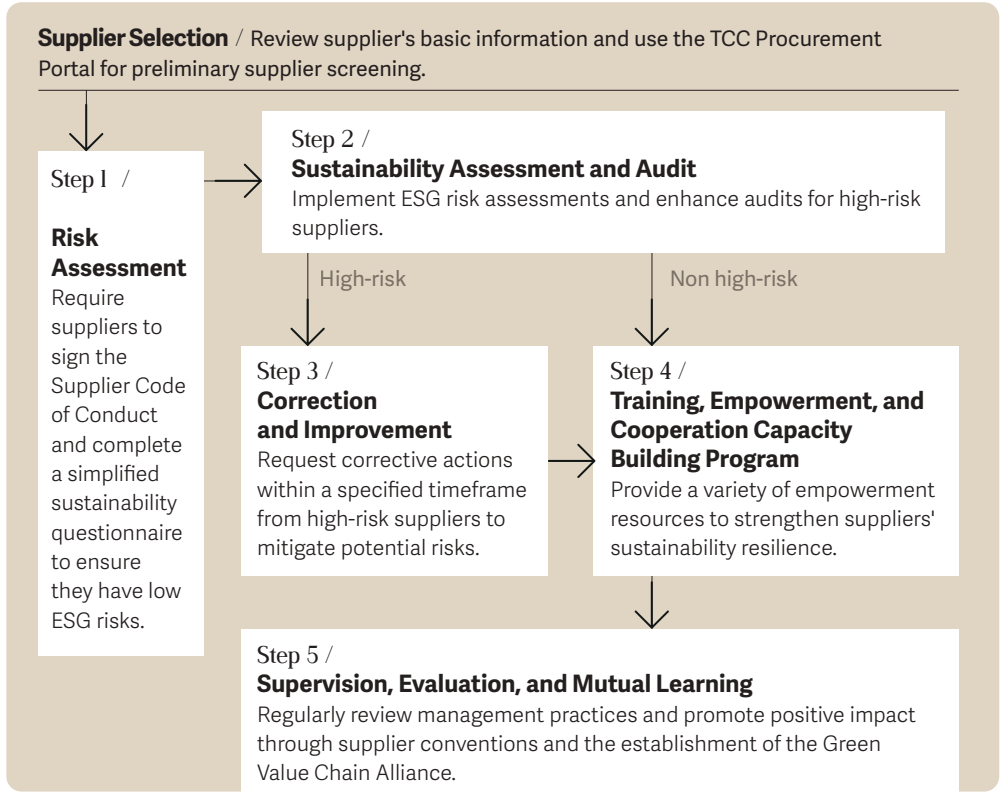 Supplier Selection / Review supplier's basic information and use the TCC Procurement
Portal for preliminary supplier screening.
Step 1 /
Risk
Assessment
Require
suppliers to
sign the
Supplier Code
of Conduct
and complete
a simplified
sustainability
questionnaire
to ensure
they have low
ESG risks.
Step 2 /
Sustainability Assessment and Audit
Implement ESG risk assessments and enhance audits for high-risk
suppliers.
High-risk
Non high-risk
Step 3 /
Correction
and Improvement
Request corrective actions
within a specified timeframe
from high-risk suppliers to
mitigate potential risks.
Step 4 /
Training, Empowerment, and
Cooperation Capacity
Building Program
Provide a variety of empowerment
resources to strengthen suppliers'
sustainability resilience.
Step 5 /
Supervision, Evaluation, and Mutual Learning
Regularly review management practices and promote positive impact
through supplier conventions and the establishment of the Green
Value Chain Alliance.